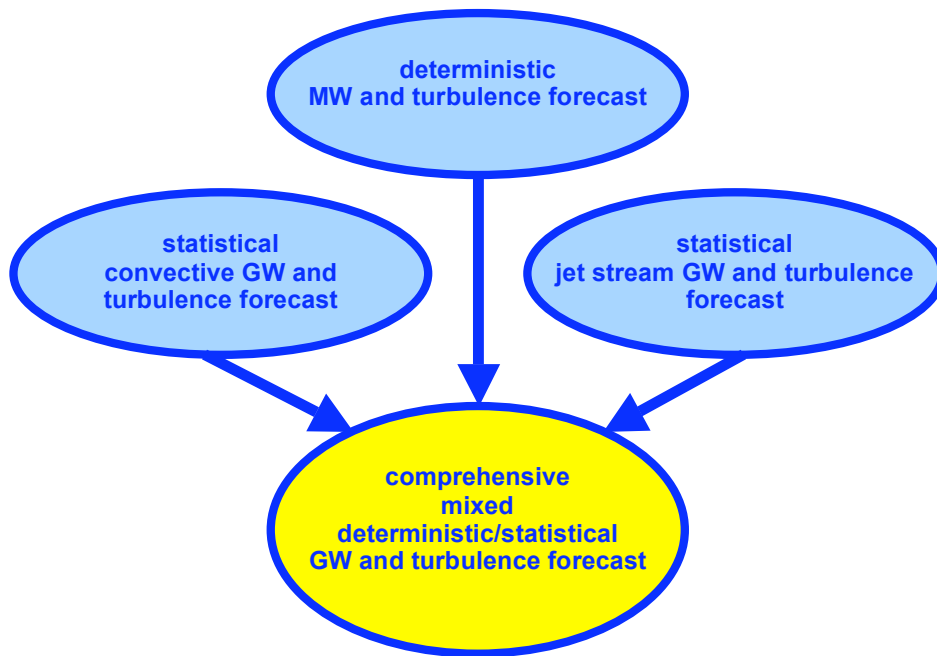 deterministic
MW and turbulence forecast
statistical
convective GW and
turbulence forecast
statistical
jet stream GW and turbulence
forecast
comprehensive
mixed
deterministic/statistical
GW and turbulence forecast